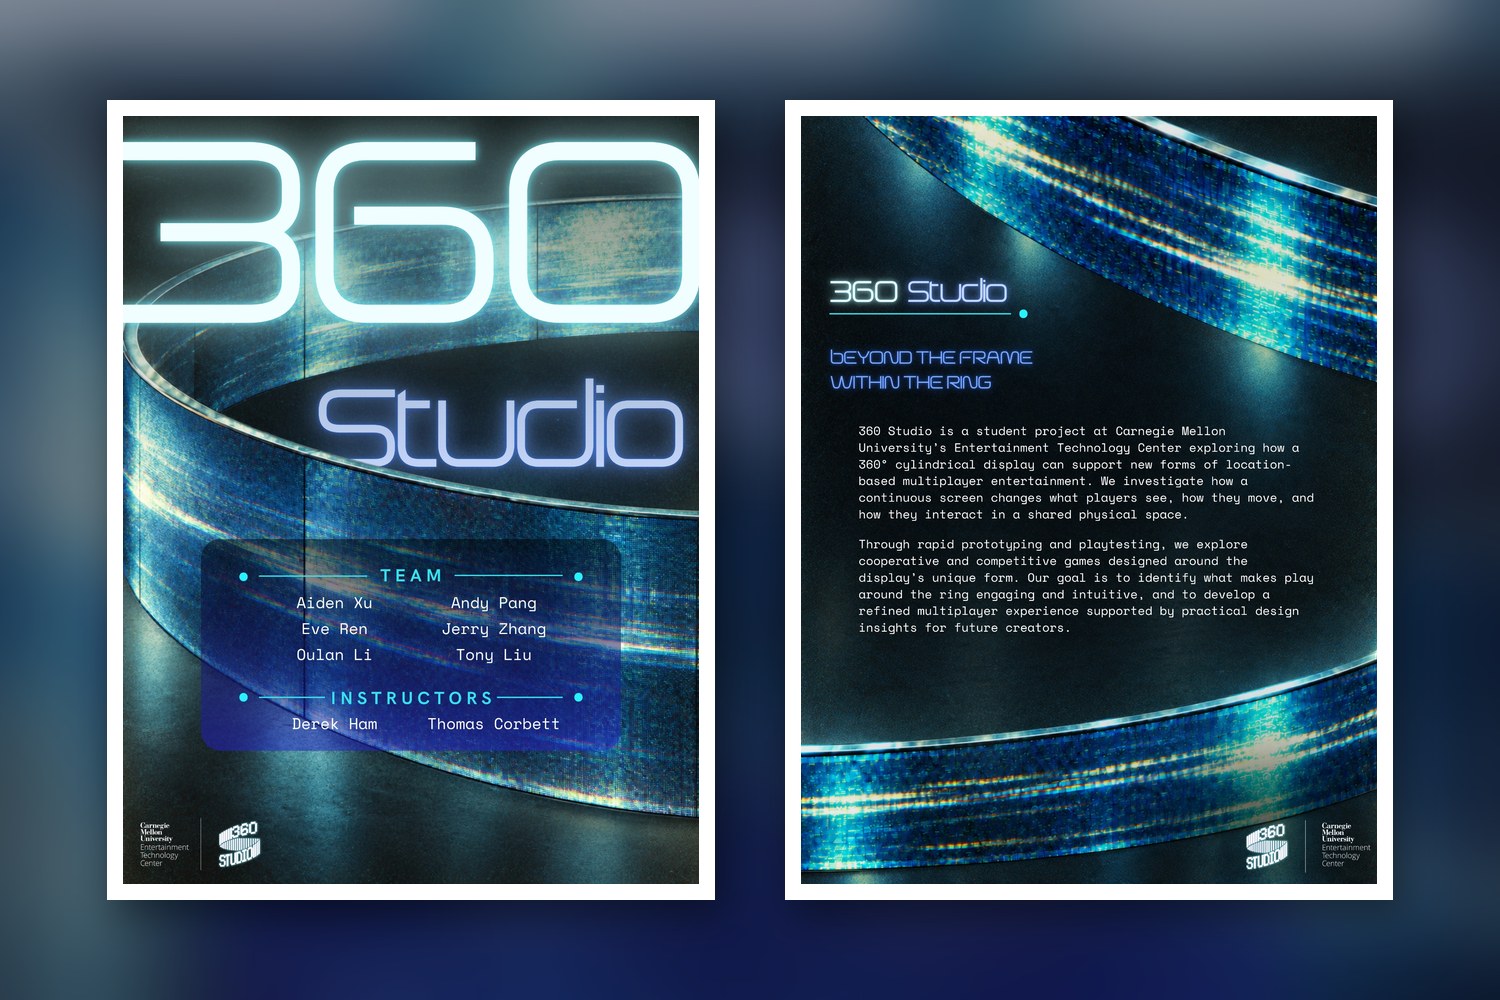 360
Studio
TEAM
Aiden Xu Andy Pang
Eve Ren Jerry Zhang
Oulan Li Tony Liu
INSTRUCTORS
Derek Ham Thomas Corbett
Carnegie
Mellon
University
Entertainment
Technology
Center
360
STUDIO
360 Studio
bEYOND THE FRAME
WITHIN THE RING
360 Studio is a student project at Carnegie Mellon
University's Entertainment Technology Center exploring how a
360° cylindrical display can support new forms of location-
based multiplayer entertainment. We investigate how a
continuous screen changes what players see, how they move, and
how they interact in a shared physical space.
Through rapid prototyping and playtesting, we explore
cooperative and competitive games designed around the
display's unique form. Our goal is to identify what makes play
around the ring engaging and intuitive, and to develop a
refined multiplayer experience supported by practical design
insights for future creators.
360
STUDIO
Carnegie
Mellon
University
Entertainment
Technology
Center